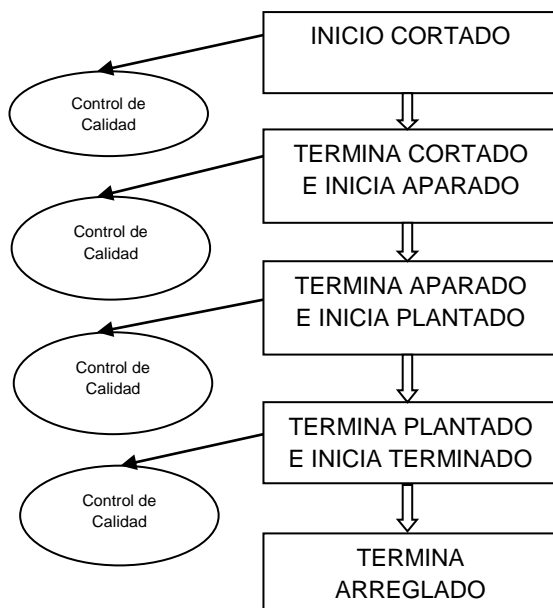 INICIO CORTADO
Control de
Calidad
TERMINA CORTADO
E INICIA APARADO
Control de
Calidad
TERMINA APARADO
E INICIA PLANTADO
Control de
Calidad
TERMINA PLANTADO
E INICIA TERMINADO
Control de
Calidad
TERMINA
ARREGLADO